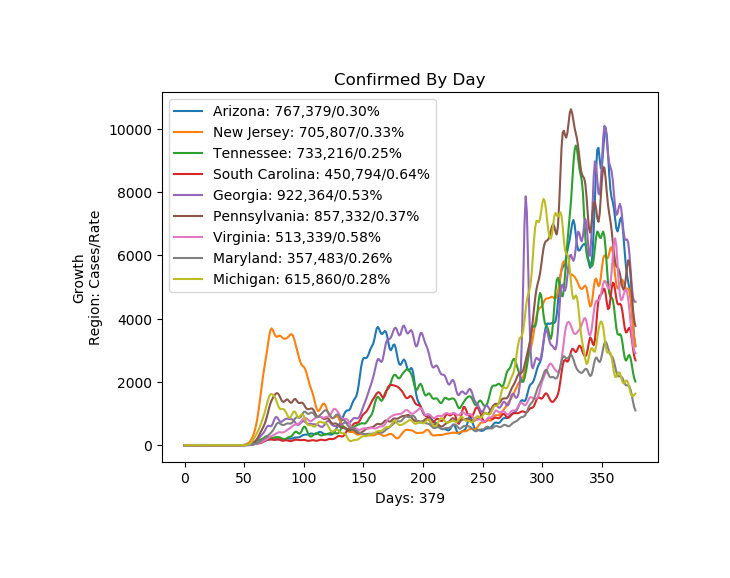 Confirmed By Day
Growth
Region: Cases/Rate
10000
8000
6000
4000
2000
0
Arizona: 767,379/0.30%
New Jersey: 705,807/0.33%
Tennessee: 733,216/0.25%
South Carolina: 450,794/0.64%
Georgia: 922,364/0.53%
Pennsylvania: 857,332/0.37%
Virginia: 513,339/0.58%
Maryland: 357,483/0.26%
Michigan: 615,860/0.28%
0 50 100 150 200 250 300 350
Days: 379